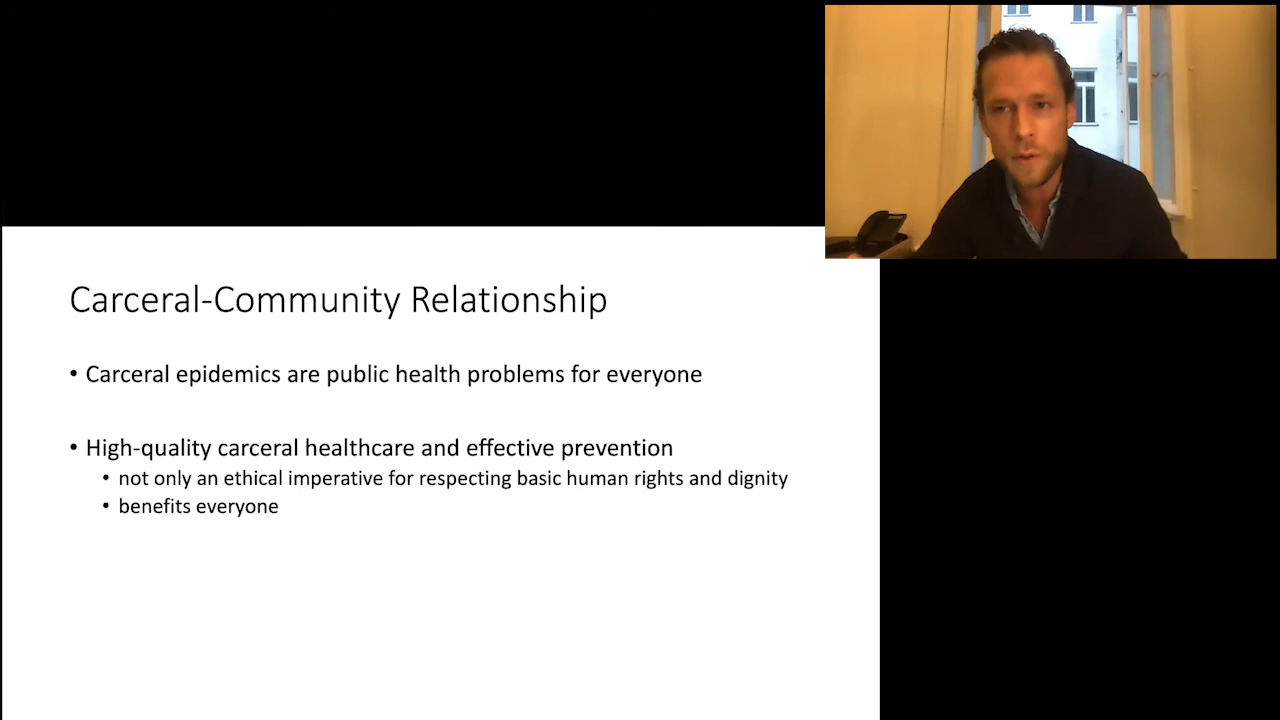 Carceral-Community Relationship
• Carceral epidemics are public health problems for everyone
• High-quality carceral healthcare and effective prevention
• not only an ethical imperative for respecting basic human rights and dignity
• benefits everyone